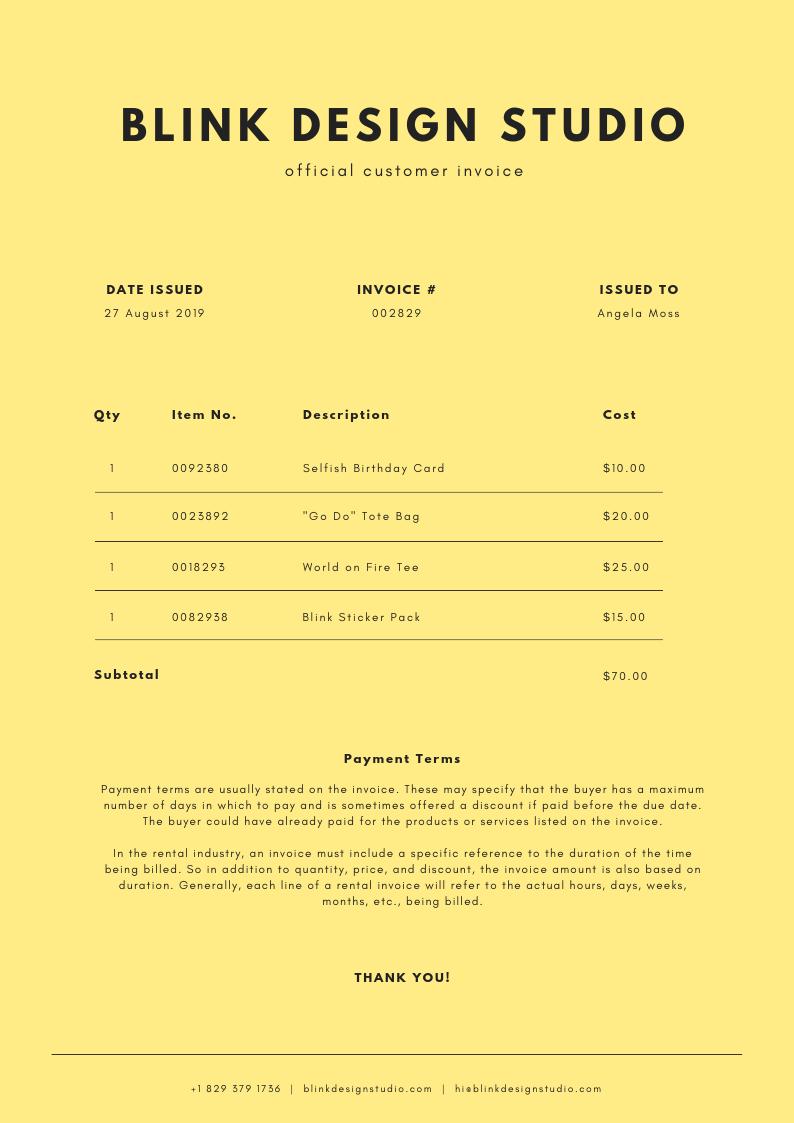 BLINK DESIGN STUDIO
official customer invoice
DATE ISSUED INVOICE # ISSUED TO
27 August 2019 002829 Angela Moss
Qty Item No. Description Cost
1 0092380 Selfish Birthday Card $10.00
1 0023892 "Go Do" Tote Bag $20.00
1 0018293 World on Fire Tee $25.00
1 0082938 Blink Sticker Pack $15.00
Subtotal $70.00
Payment Terms
Payment terms are usually stated on the invoice. These may specify that the buyer has a maximum
number of days in which to pay and is sometimes offered a discount if paid before the due date.
The buyer could have already paid for the products or services listed on the invoice.
In the rental industry, an invoice must include a specific reference to the duration of the time
being billed. So in addition to quantity, price, and discount, the invoice amount is also based on
duration. Generally, each line of a rental invoice will refer to the actual hours, days, weeks,
months, etc., being billed.
THANK YOU!
+1 829 379 1736 | blinkdesignstudio.com | hi@blinkdesignstudio.com